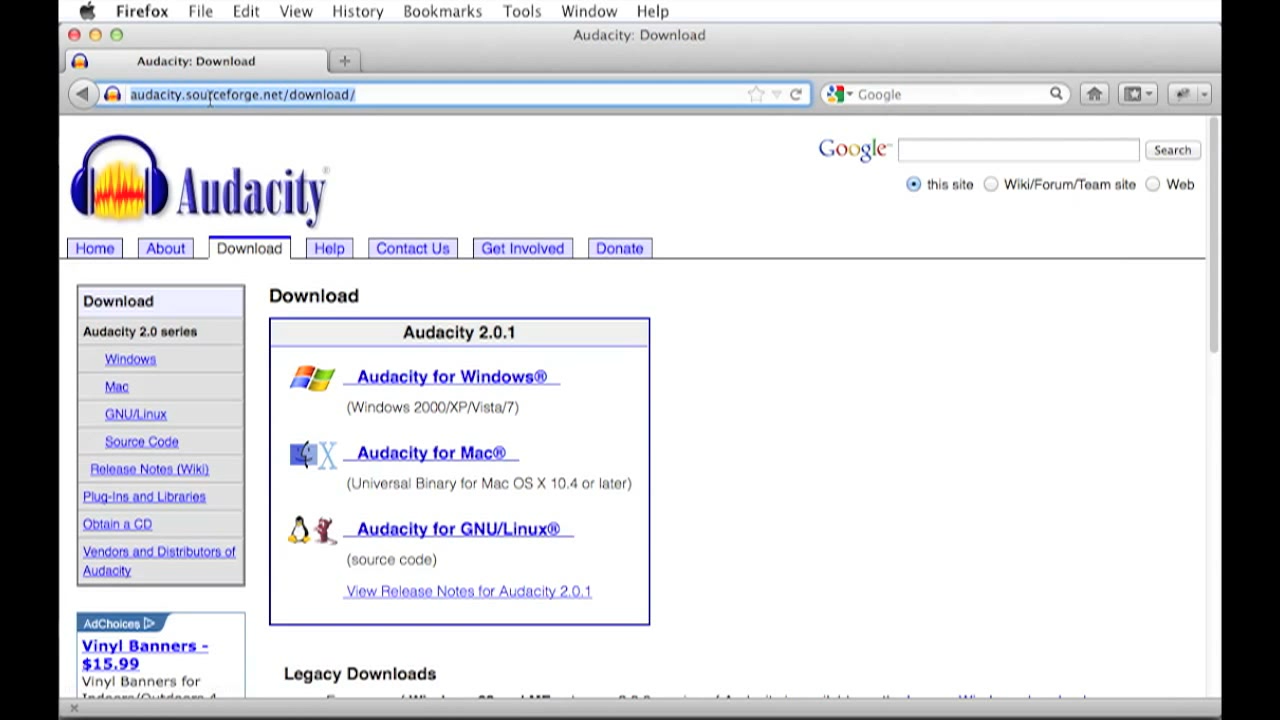 Firefox File Edit View History Bookmarks Tools Window Help
Audacity: Download
Audacity: Download
audacity.sourceforge.net/download/
Google
Audacity®
Google™ Search
this site Wiki/Forum/Team site Web
Home About Download Help Contact Us Get Involved Donate
Download
Audacity 2.0 series
Windows
Mac
GNU/Linux
Source Code
Release Notes (Wiki)
Plug-Ins and Libraries
Obtain a CD
Vendors and Distributors of
Audacity
AdChoices
Vinyl Banners -
$15.99
Vinyl Banners for
Download
Audacity 2.0.1
Audacity for Windows®
(Windows 2000/XP/Vista/7)
Audacity for Mac®
(Universal Binary for Mac OS X 10.4 or later)
Audacity for GNU/Linux®
(source code)
View Release Notes for Audacity 2.0.1
Legacy Downloads